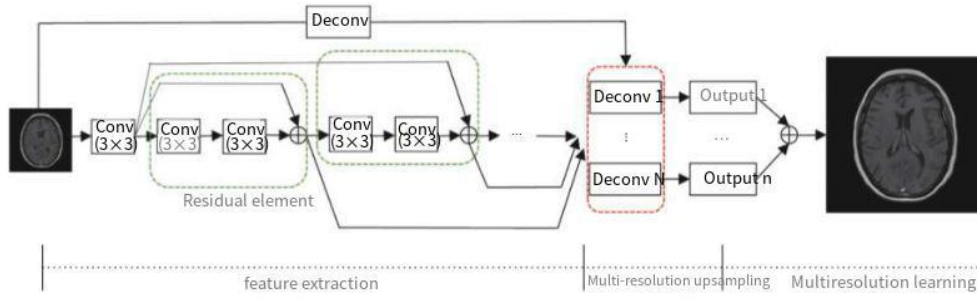 Deconv
Conv
(3×3)
Conv
(3×3)
Conv
(3×3)
Conv
(3×3)
Conv
(3×3)
...
Residual element
Deconv 1
⋮
Deconv N
Output 1
...
Output n
feature extraction
Multi-resolution upsampling
Multiresolution learning